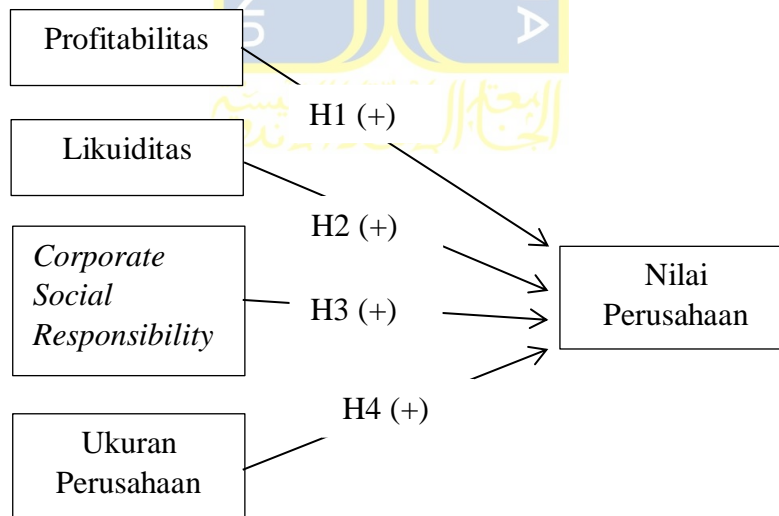 Profitabilitas
H1 (+)
Likuiditas
H2 (+)
Corporate
Social
Responsibility
H3 (+)
Nilai
Perusahaan
H4 (+)
Ukuran
Perusahaan